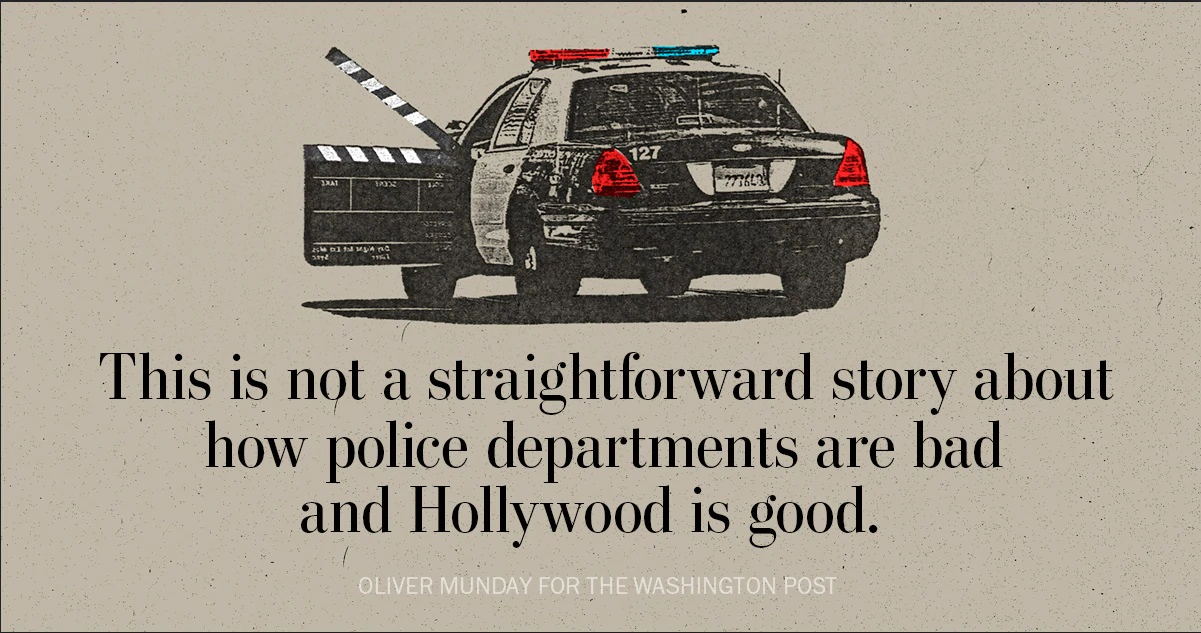 127
This is not a straightforward story about
how police departments are bad
and Hollywood is good.
OLIVER MUNDAY FOR THE WASHINGTON POST